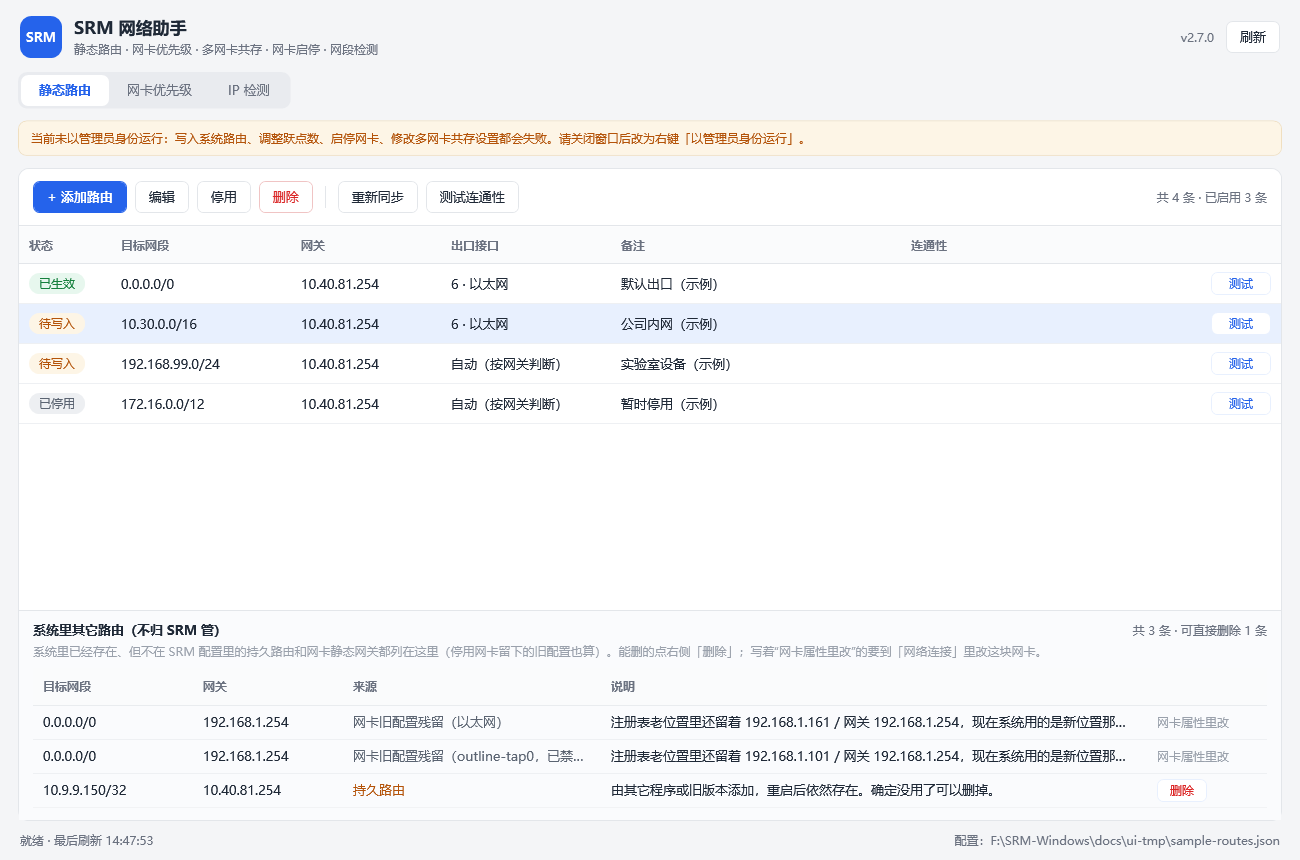 SRM
SRM 网络助手
静态路由 · 网卡优先级 · 多网卡共存 · 网卡启停 · 网段检测
v2.7.0
刷新
静态路由
网卡优先级
IP 检测
当前未以管理员身份运行：写入系统路由、调整跃点数、启停网卡、修改多网卡共存设置都会失败。请关闭窗口后改为右键「以管理员身份运行」。
+ 添加路由
编辑
停用
删除
重新同步
测试连通性
共 4 条 · 已启用 3 条
状态 目标网段 网关 出口接口 备注 连通性
已生效 0.0.0.0/0 10.40.81.254 6 · 以太网 默认出口（示例） 测试
待写入 10.30.0.0/16 10.40.81.254 6 · 以太网 公司内网（示例） 测试
待写入 192.168.99.0/24 10.40.81.254 自动（按网关判断） 实验室设备（示例） 测试
已停用 172.16.0.0/12 10.40.81.254 自动（按网关判断） 暂时停用（示例） 测试
系统里其它路由（不归 SRM 管）
共 3 条 · 可直接删除 1 条
系统里已经存在、但不在 SRM 配置里的持久路由和网卡静态网关都列在这里（停用网卡留下的旧配置也算）。能删的点右侧「删除」；写着“网卡属性里改”的要到「网络连接」里改这块网卡。
目标网段 网关 来源 说明
0.0.0.0/0 192.168.1.254 网卡旧配置残留（以太网） 注册表老位置里还留着 192.168.1.161 / 网关 192.168.1.254，现在系统用的是新位置那... 网卡属性里改
0.0.0.0/0 192.168.1.254 网卡旧配置残留（outline-tap0，已禁... 注册表老位置里还留着 192.168.1.101 / 网关 192.168.1.254，现在系统用的是新位置那... 网卡属性里改
10.9.9.150/32 10.40.81.254 持久路由 由其它程序或旧版本添加，重启后依然存在。确定没用了可以删掉。 删除
就绪 · 最后刷新 14:47:53
配置：F:\SRM-Windows\docs\ui-tmp\sample-routes.json